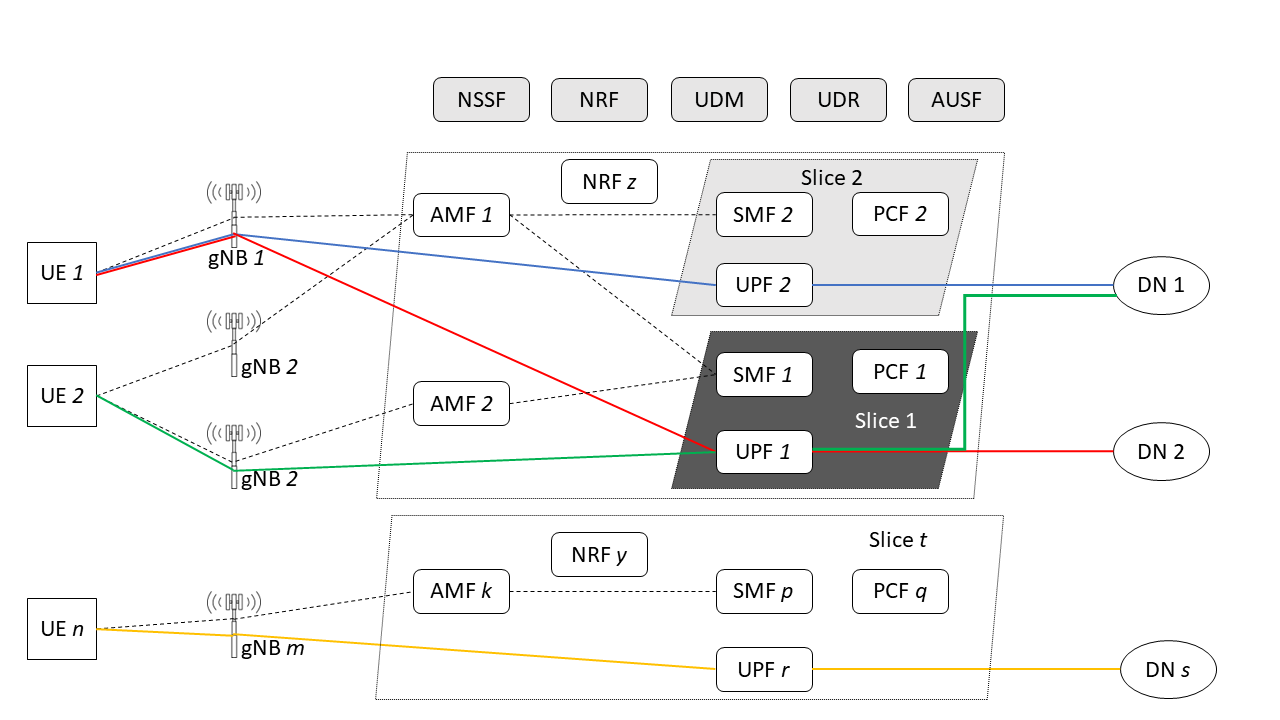 NSSF
NRF
UDM
UDR
AUSF
NRF z
Slice 2
AMF 1
SMF 2
PCF 2
UE 1
gNB 1
UPF 2
DN 1
gNB 2
UE 2
SMF 1
PCF 1
AMF 2
Slice 1
UPF 1
DN 2
gNB 2
Slice t
NRF y
AMF k
SMF p
PCF q
UE n
gNB m
UPF r
DN s